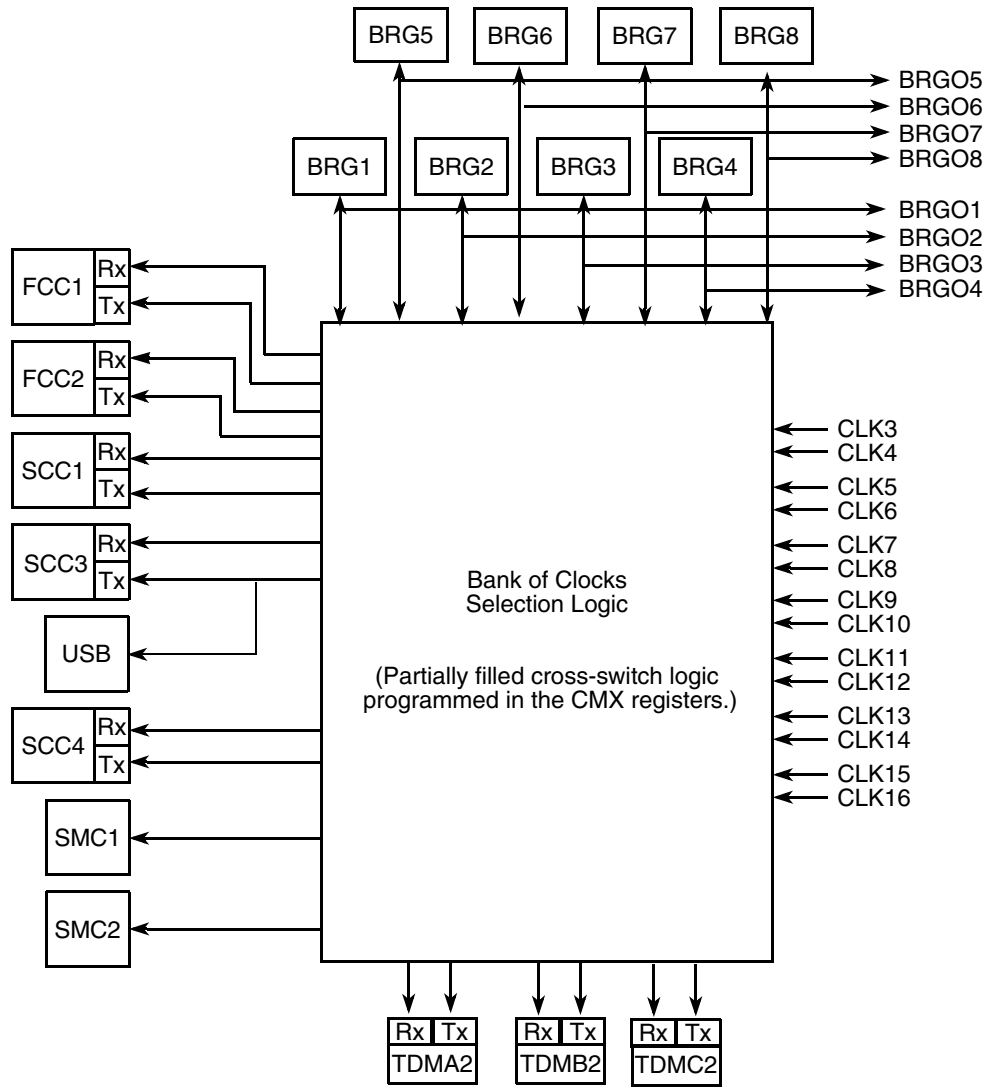 BRG5
BRG6
BRG7
BRG8
BRGO5
BRGO6
BRGO7
BRGO8
BRG1
BRG2
BRG3
BRG4
BRGO1
BRGO2
BRGO3
BRGO4
FCC1
Rx
Tx
FCC2
Rx
Tx
SCC1
Rx
Tx
SCC3
Rx
Tx
USB
SCC4
Rx
Tx
SMC1
SMC2
Bank of Clocks
Selection Logic
(Partially filled cross-switch logic
programmed in the CMX registers.)
CLK3
CLK4
CLK5
CLK6
CLK7
CLK8
CLK9
CLK10
CLK11
CLK12
CLK13
CLK14
CLK15
CLK16
Rx Tx
TDMA2
Rx Tx
TDMB2
Rx Tx
TDMC2